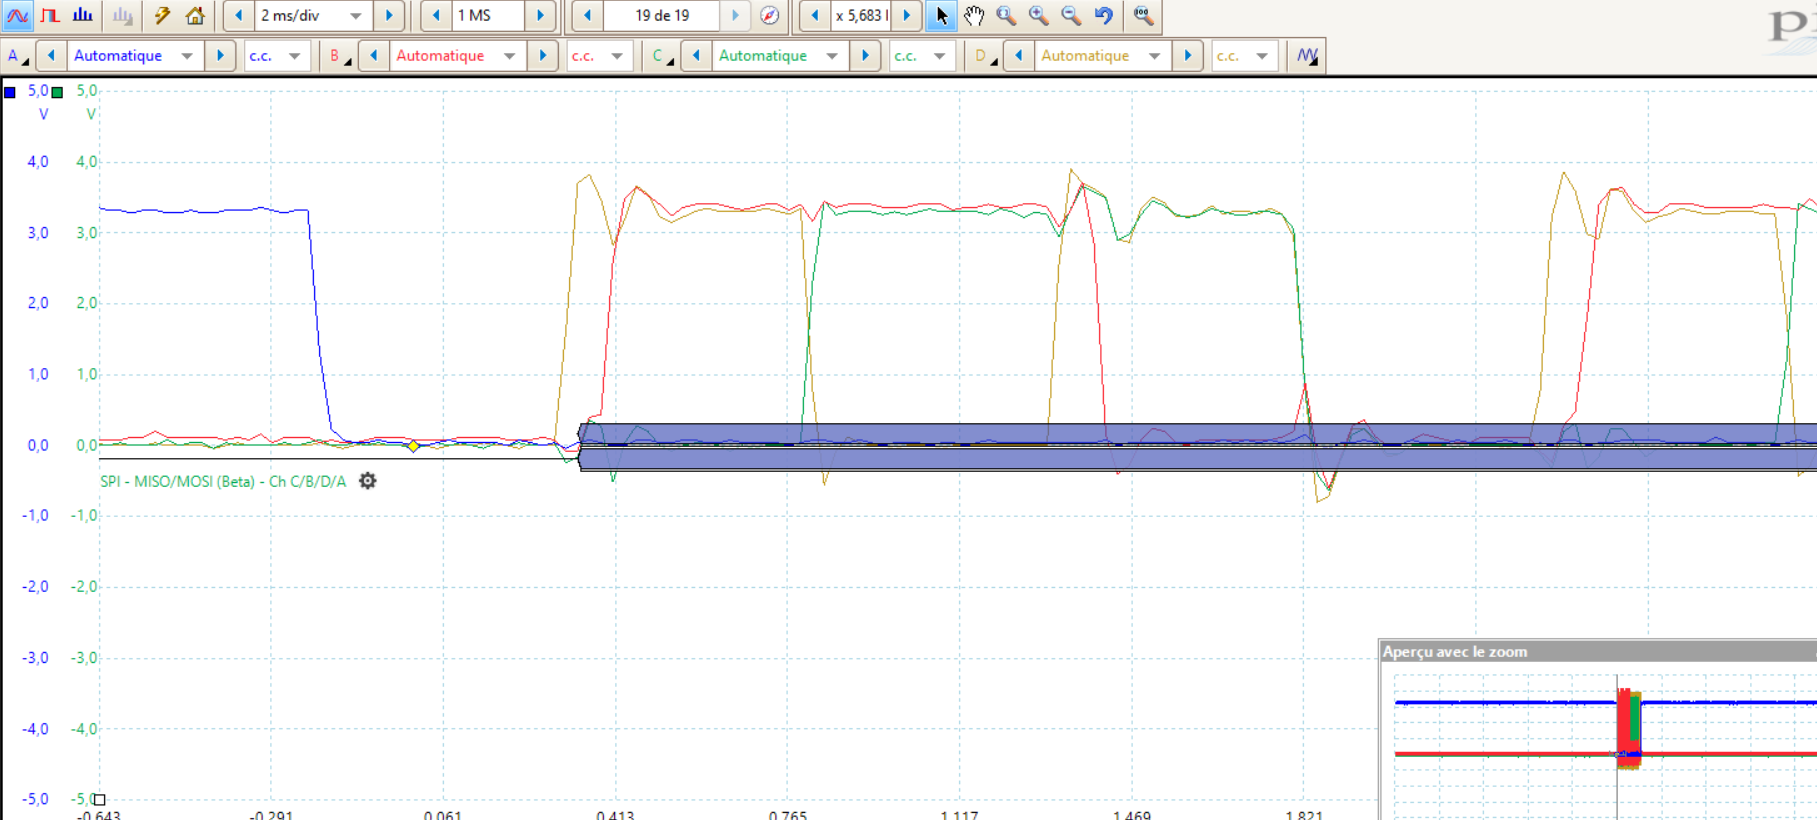 2 ms/div 1 MS 19 de 19 x 5,683
A Automatique c.c. B Automatique c.c. C Automatique c.c. D Automatique c.c.
5,0 5,0
V V
4,0 4,0
3,0 3,0
2,0 2,0
1,0 1,0
0,0 0,0
SPI - MISO/MOSI (Beta) - Ch C/B/D/A
-1,0 -1,0
-2,0 -2,0
-3,0 -3,0
Aperçu avec le zoom
-4,0 -4,0
-5,0 -5,0
-0.643 -0.291 0.061 0.413 0.765 1.117 1.469 1.821